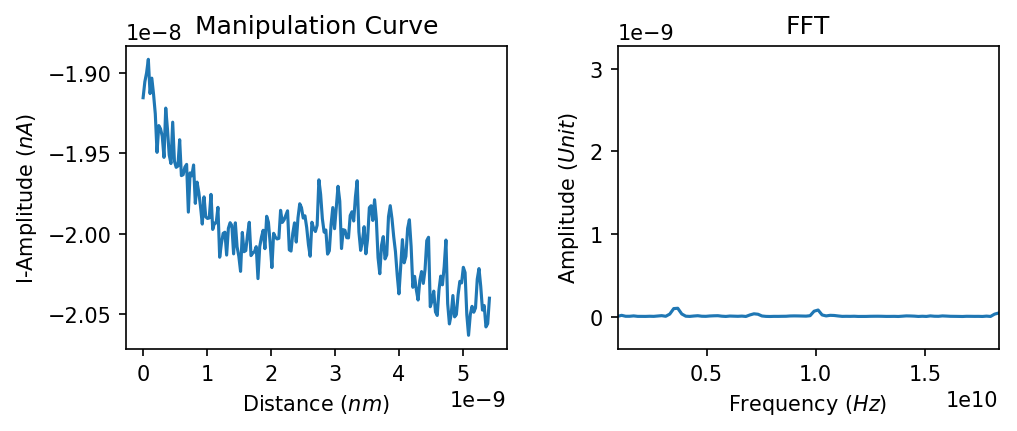 Manipulation Curve
1e−8
−1.90
−1.95
−2.00
−2.05
I-Amplitude (nA)
0 1 2 3 4 5
1e−9
Distance (nm)
FFT
1e−9
3
2
1
0
Amplitude (Unit)
0.5 1.0 1.5
1e10
Frequency (Hz)